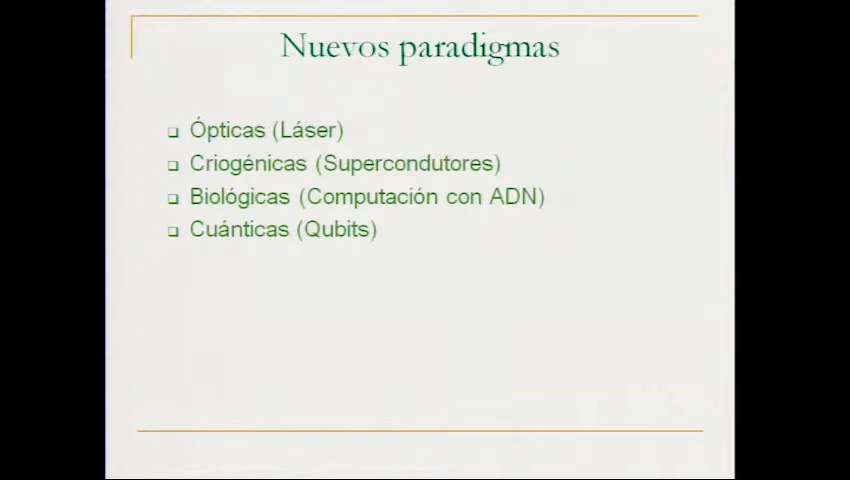 Nuevos paradigmas
Ópticas (Láser)
Criogénicas (Supercondutores)
Biológicas (Computación con ADN)
Cuánticas (Qubits)